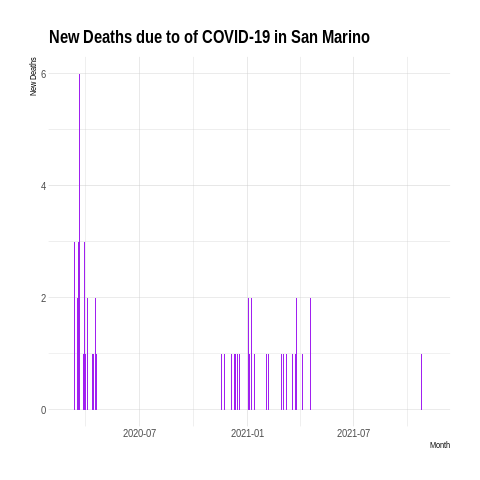 New Deaths due to of COVID-19 in San Marino
New Deaths
6
4
2
0
2020-07 2021-01 2021-07
Month